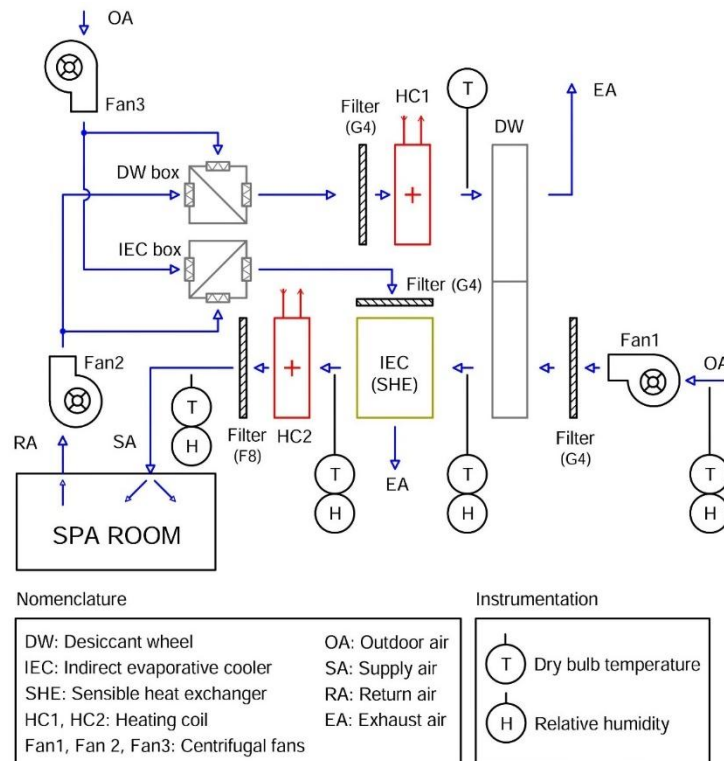 OA
Fan3
Filter
(G4)
HC1
T
DW
EA
DW box
IEC box
Filter (G4)
Fan2
IEC
(SHE)
Fan1
OA
RA
SA
T
H
Filter
(F8)
HC2
T
H
EA
T
H
Filter
(G4)
T
H
SPA ROOM
Nomenclature
DW: Desiccant wheel
IEC: Indirect evaporative cooler
SHE: Sensible heat exchanger
HC1, HC2: Heating coil
Fan1, Fan 2, Fan3: Centrifugal fans
OA: Outdoor air
SA: Supply air
RA: Return air
EA: Exhaust air
Instrumentation
T Dry bulb temperature
H Relative humidity